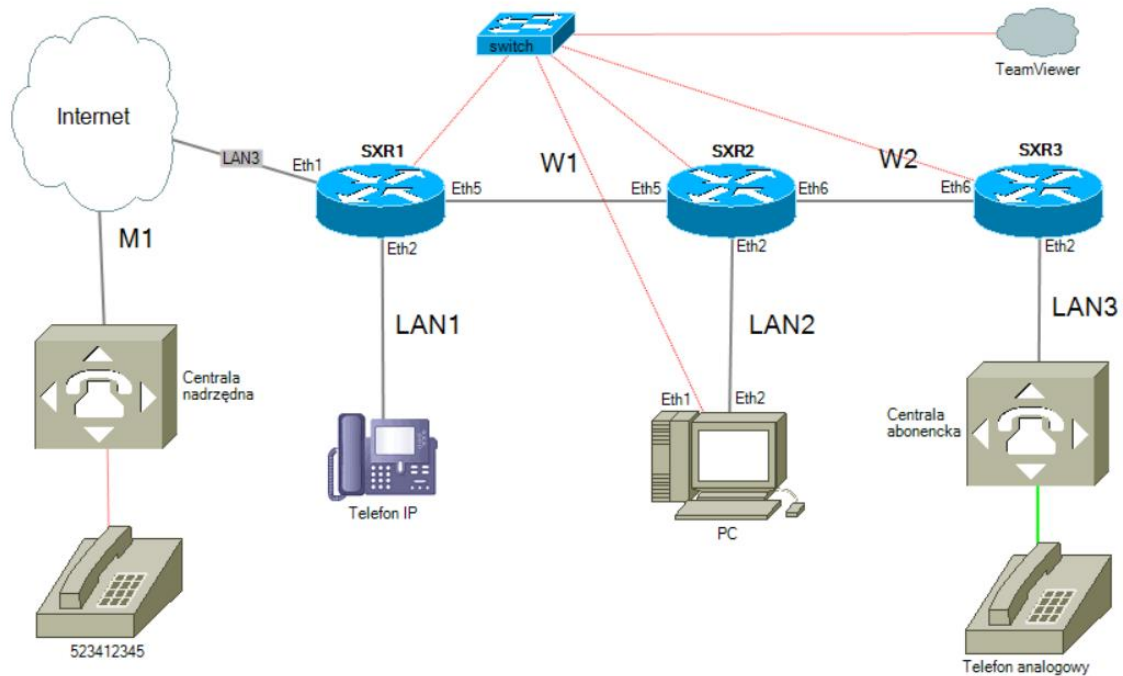 switch
TeamViewer
Internet
LAN3
Eth1
SXR1
Eth5
Eth2
W1
Eth5
SXR2
Eth6
Eth2
W2
Eth6
SXR3
Eth2
M1
LAN1
LAN2
LAN3
Centrala
nadrzędna
Telefon IP
Eth1
Eth2
PC
Centrala
abonencka
523412345
Telefon analogowy